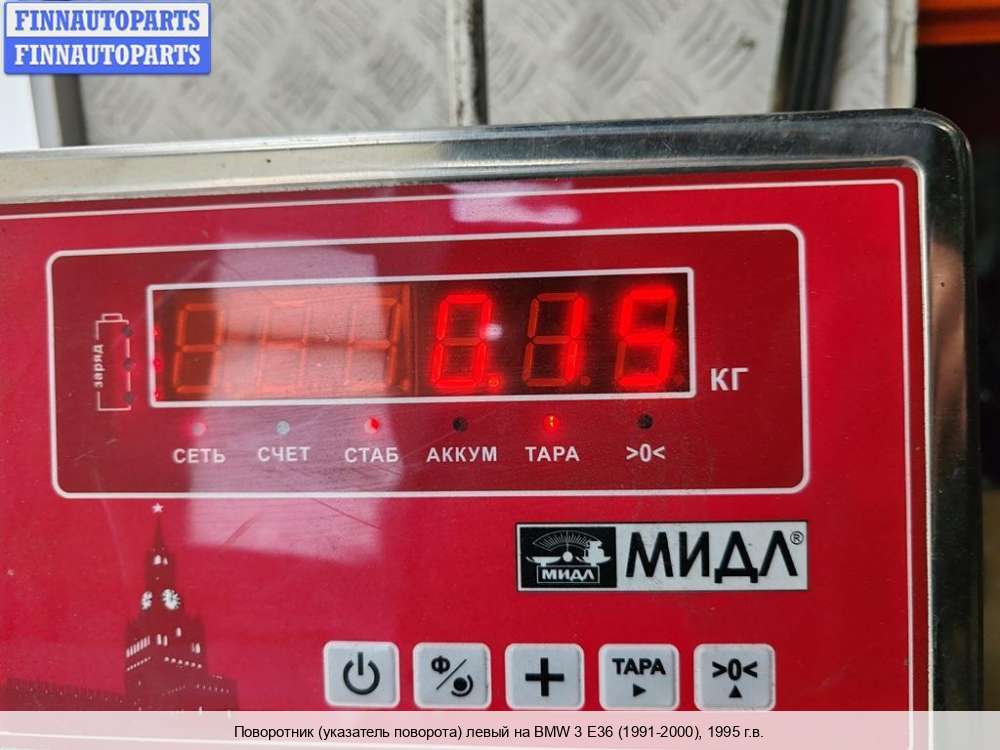 FINNAUTOPARTS
FINNAUTOPARTS
заряд
0.15
КГ
СЕТЬ СЧЕТ СТАБ АККУМ ТАРА >0<
МИДЛ МИДЛ®
Ф ТАРА >0<
Поворотник (указатель поворота) левый на BMW 3 E36 (1991-2000), 1995 г.в.